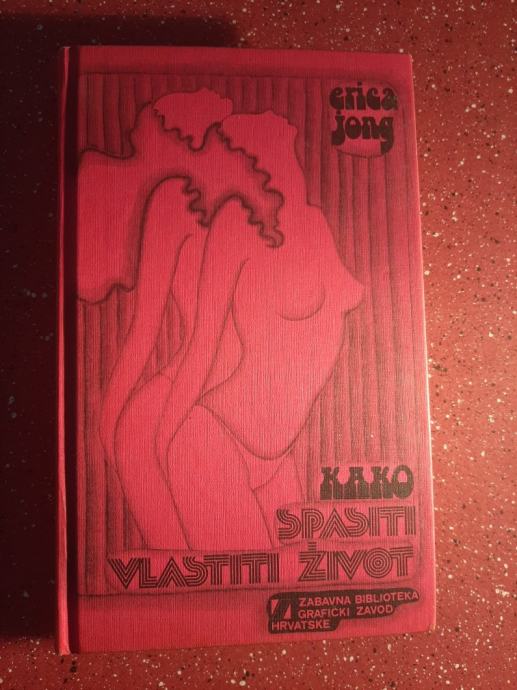 erica
jong
KAKO
SPASITI
VLASTITI ŽIVOT
ZABAVNA BIBLIOTEKA
GRAFIČKI ZAVOD
HRVATSKE